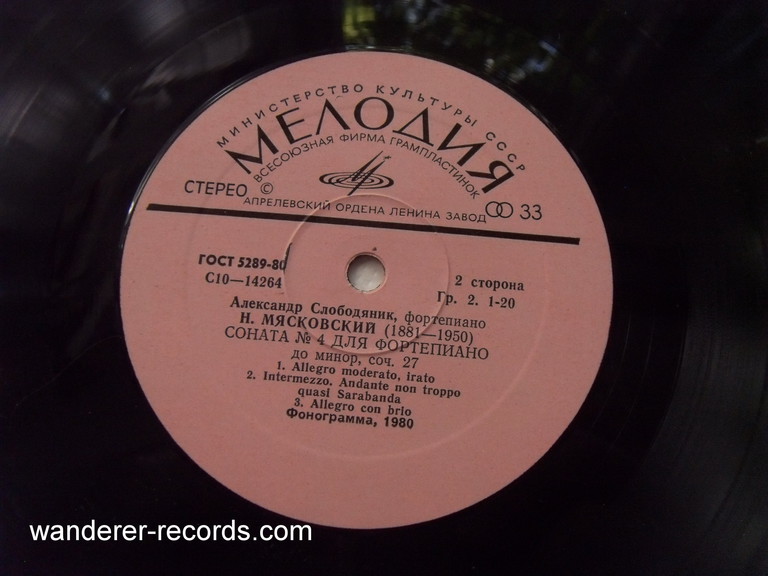 МИНИСТЕРСТВО КУЛЬТУРЫ СССР
МЕЛОДИЯ
ВСЕСОЮЗНАЯ ФИРМА ГРАМПЛАСТИНОК
СТЕРЕО ©
АПРЕЛЕВСКИЙ ОРДЕНА ЛЕНИНА ЗАВОД
33
ГОСТ 5289-80
С10—14264
2 сторона
Гр. 2. 1-20
Александр Слободяник, фортепиано
Н. МЯСКОВСКИЙ (1881—1950)
СОНАТА № 4 ДЛЯ ФОРТЕПИАНО
до минор, соч. 27
1. Allegro moderato, irato
2. Intermezzo. Andante non troppo
quasi Sarabanda
3. Allegro con brio
Фонограмма, 1980
wanderer-records.com